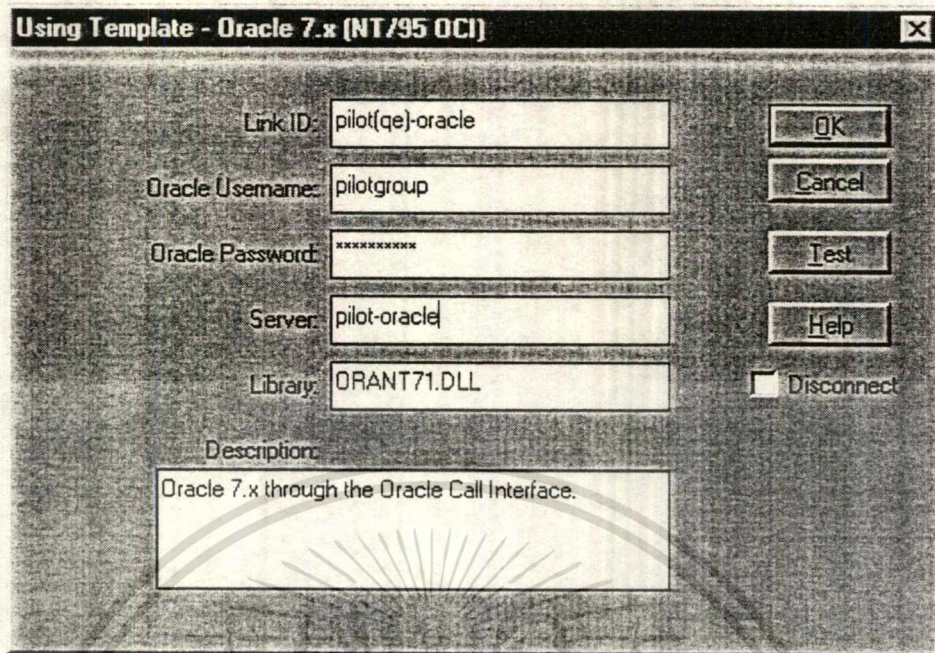 Using Template - Oracle 7.x (NT/95 OCI)
Link ID: pilot(qe)-oracle
OK
Oracle Username: pilotgroup
Cancel
Oracle Password: xxxxxxxxxx
Test
Server: pilot-oracle
Help
Library: ORANT71.DLL
Disconnect
Description:
Oracle 7.x through the Oracle Call Interface.